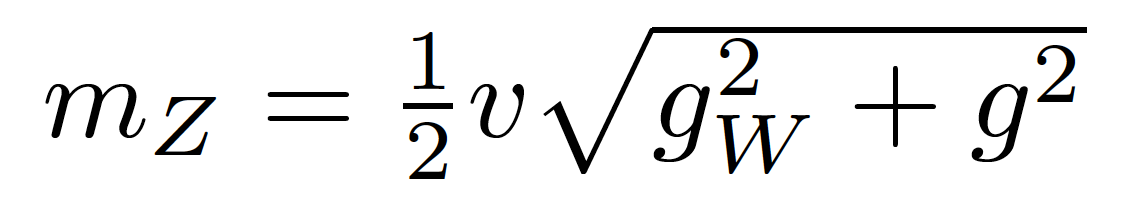 m_Z = \frac{1}{2} v \sqrt{g_W^2 + g^2}